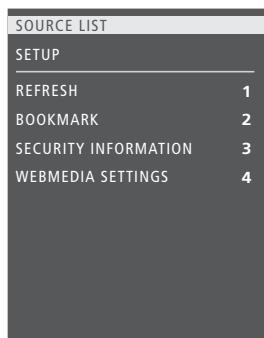 SOURCE LIST
SETUP
REFRESH 1
BOOKMARK 2
SECURITY INFORMATION 3
WEBMEDIA SETTINGS 4